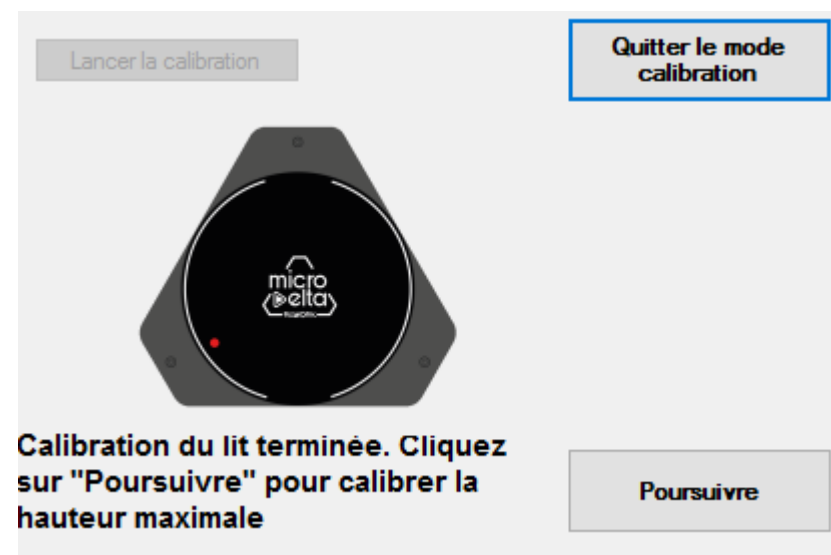 Lancer la calibration
Quitter le mode
calibration
micro
Delta
Calibration du lit terminée. Cliquez
sur "Poursuivre" pour calibrer la
hauteur maximale
Poursuivre